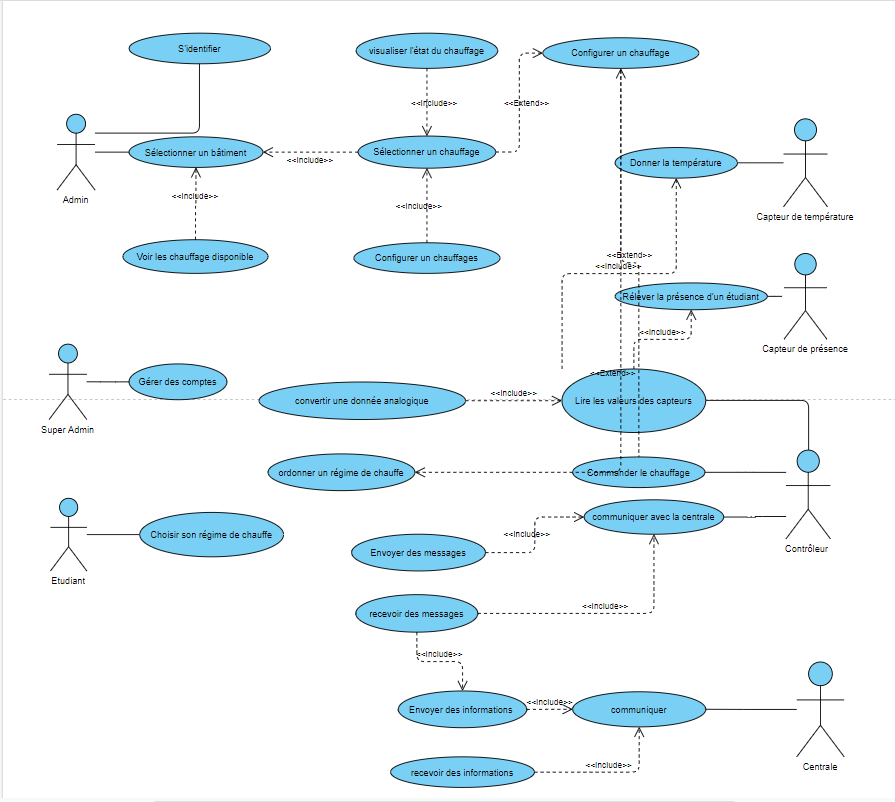 S'identifier
visualiser l'état du chauffage
Configurer un chauffage
<<Include>>
<<Extend>>
Sélectionner un bâtiment
<<Include>>
Sélectionner un chauffage
Donner la température
Admin
<<Include>>
<<Include>>
Capteur de température
Voir les chauffage disponible
Configurer un chauffages
<<Extend>>
<<Include>>
Rélever la présence d'un étudiant
<<Include>>
Capteur de présence
<<Extend>>
Gérer des comptes
Super Admin
convertir une donnée analogique
<<Include>>
Lire les valeurs des capteurs
ordonner un régime de chauffe
Commander le chauffage
communiquer avec la centrale
Choisir son régime de chauffe
<<Include>>
Envoyer des messages
Contrôleur
Etudiant
recevoir des messages
<<Include>>
<<Include>>
Envoyer des informations
<<Include>>
communiquer
recevoir des informations
<<Include>>
Centrale